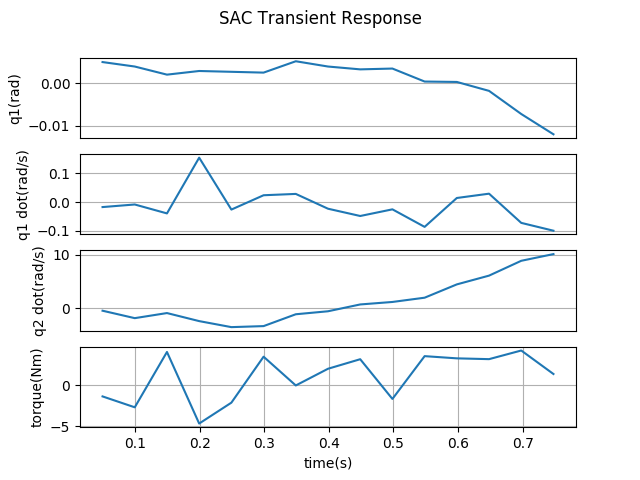 SAC Transient Response
q1(rad)
0.00
−0.01
q1 dot(rad/s)
0.1
0.0
−0.1
q2 dot(rad/s)
10
0
torque(Nm)
0
−5
0.1 0.2 0.3 0.4 0.5 0.6 0.7
time(s)